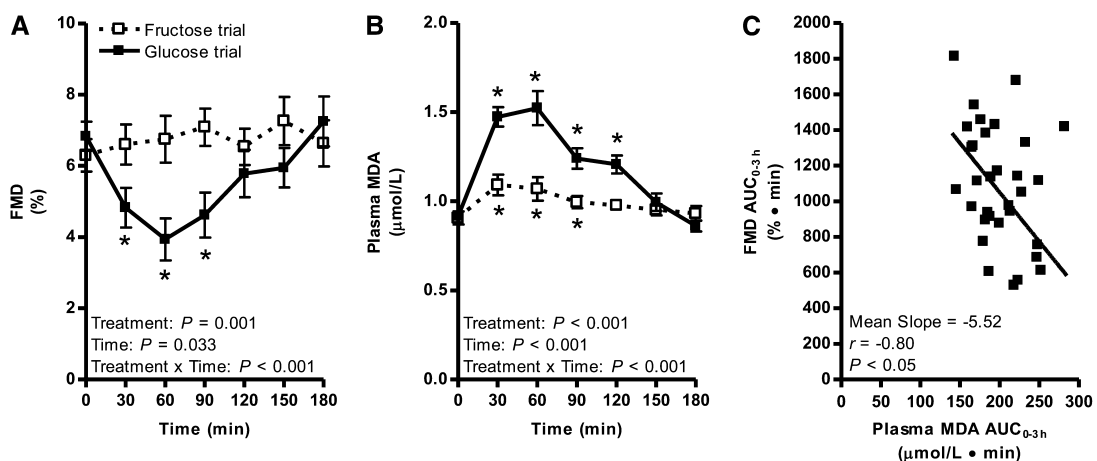 A
10
8
6
4
2
0
FMD
(%)
Fructose trial
Glucose trial
*
*
*
Treatment: P = 0.001
Time: P = 0.033
Treatment x Time: P < 0.001
0 30 60 90 120 150 180
Time (min)
B
2.0
1.5
1.0
0.5
0.0
Plasma MDA
(μmol/L)
* * * *
* * *
Treatment: P < 0.001
Time: P < 0.001
Treatment x Time: P < 0.001
0 30 60 90 120 150 180
Time (min)
C
2000
1800
1600
1400
1200
1000
800
600
400
200
0
FMD AUC0-3 h
(% • min)
Mean Slope = -5.52
r = -0.80
P < 0.05
0 50 100 150 200 250 300
Plasma MDA AUC0-3 h
(μmol/L • min)